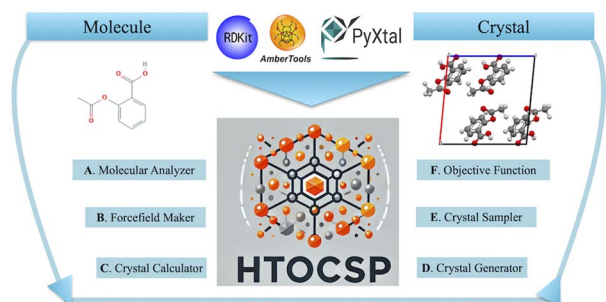 Molecule
RDKit
AmberTools
PyXtal
Crystal
H
O
O
O
O
A. Molecular Analyzer
B. Forcefield Maker
C. Crystal Calculator
HTOCSP
F. Objective Function
E. Crystal Sampler
D. Crystal Generator